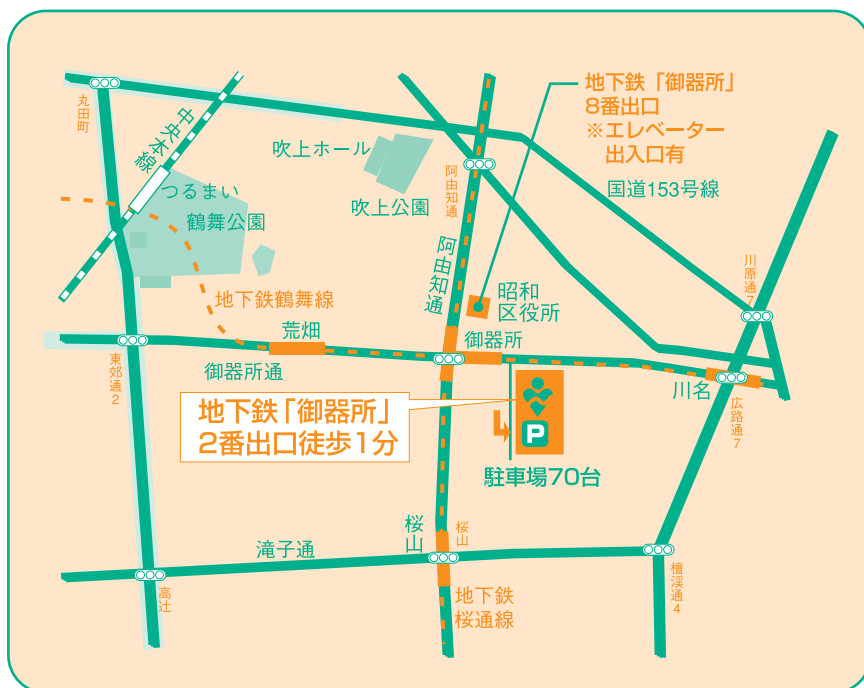 地下鉄「御器所」
8番出口
※エレベーター
出入口有
国道153号線
丸田町
中央本線
つるまい
鶴舞公園
吹上ホール
吹上公園
阿由知通
阿由知通
昭和
区役所
川原通7
地下鉄鶴舞線
荒畑
御器所
御器所通
東郊通2
川名
広路通7
地下鉄「御器所」
2番出口徒歩1分
P
駐車場70台
桜山
桜山
滝子通
高辻
檀渓通4
地下鉄
桜通線